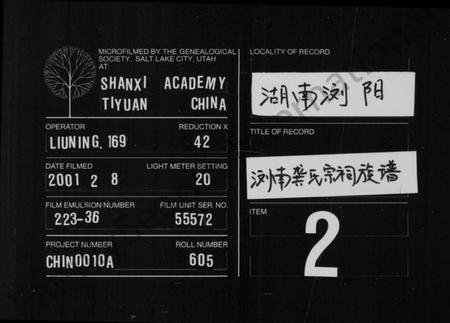 MICROFILMED BY THE GENEALOGICAL
SOCIETY, SALT LAKE CITY, UTAH
AT:
SHANXI ACADEMY
TIYUAN CHINA
OPERATOR REDUCTION X
LIUNING, 169 42
DATE FILMED LIGHT METER SETTING
2001 2 8 20
FILM EMULSION NUMBER FILM UNIT SER. NO.
223-36 55572
PROJECT NUMBER ROLL NUMBER
CHIN0010A 605
LOCALITY OF RECORD
湖南浏阳
TITLE OF RECORD
浏南龚氏宗祠族谱
ITEM
2